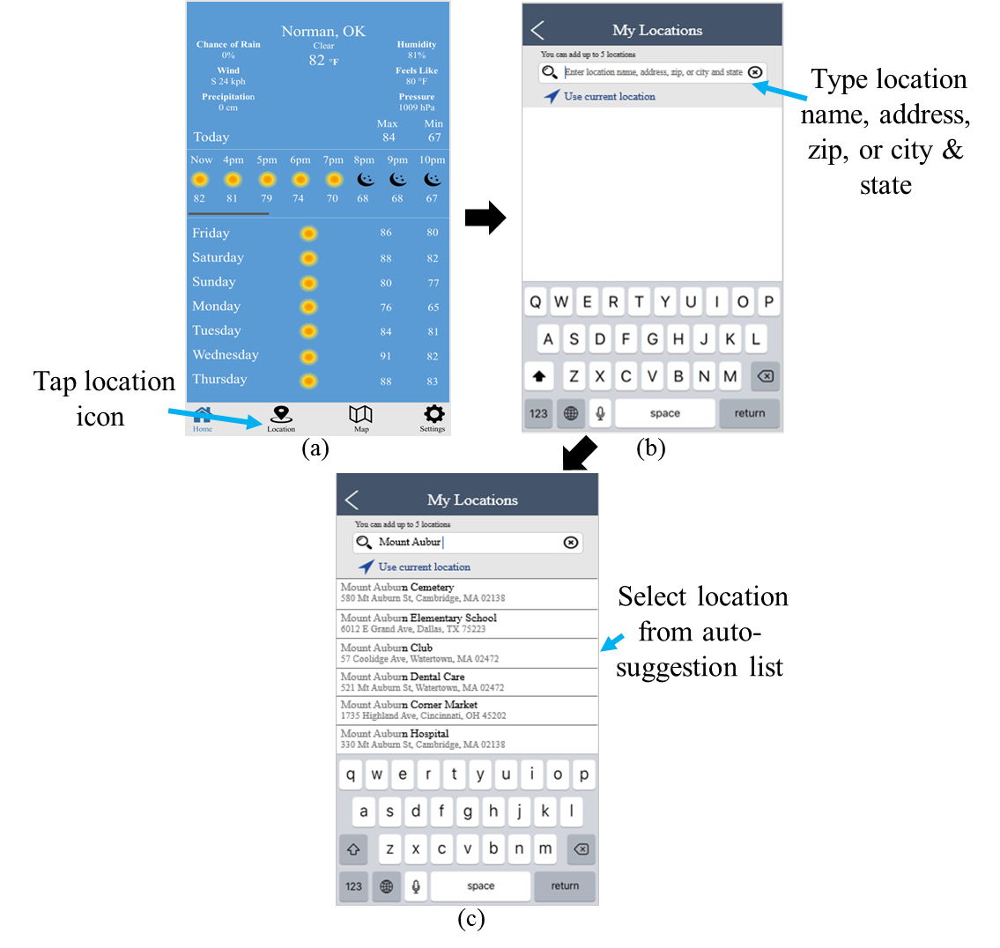 Norman, OK
Clear
82 °F
Chance of Rain
0%
Wind
S 24 kph
Precipitation
0 cm
Humidity
81%
Feels Like
80 °F
Pressure
1009 hPa
Max Min
Today 84 67
Now 4pm 5pm 6pm 7pm 8pm 9pm 10pm
82 81 79 74 70 68 68 67
Friday 86 80
Saturday 88 82
Sunday 80 77
Monday 76 65
Tuesday 84 81
Wednesday 91 82
Thursday 88 83
Home Location Map Settings
Tap location
icon
(a)
My Locations
You can add up to 5 locations
Enter location name, address, zip, or city and state
Use current location
Q W E R T Y U I O P
A S D F G H J K L
Z X C V B N M
123 space return
Type location
name, address,
zip, or city &
state
(b)
My Locations
You can add up to 5 locations
Mount Aubur
Use current location
Mount Auburn Cemetery
580 Mt Auburn St, Cambridge, MA 02138
Mount Auburn Elementary School
6012 E Grand Ave, Dallas, TX 75223
Mount Auburn Club
57 Coolidge Ave, Watertown, MA 02472
Mount Auburn Dental Care
521 Mt Auburn St, Watertown, MA 02472
Mount Auburn Corner Market
1735 Highland Ave, Cincinnati, OH 45202
Mount Auburn Hospital
330 Mt Auburn St, Cambridge, MA 02138
q w e r t y u i o p
a s d f g h j k l
z x c v b n m
123 space return
Select location
from auto-
suggestion list
(c)